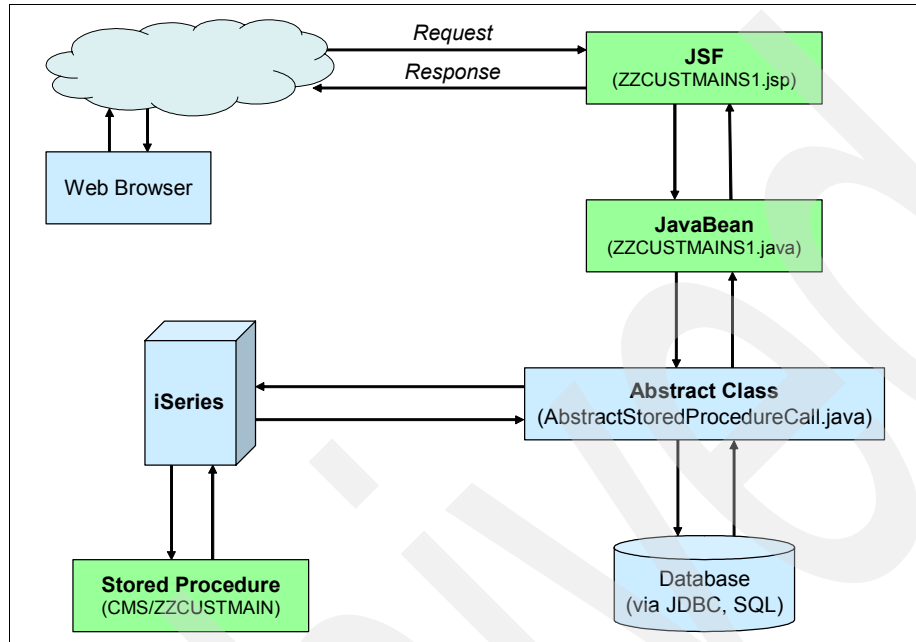 Request
Response
JSF
(ZZCUSTMAINS1.jsp)
Web Browser
JavaBean
(ZZCUSTMAINS1.java)
iSeries
Abstract Class
(AbstractStoredProcedureCall.java)
Stored Procedure
(CMS/ZZCUSTMAIN)
Database
(via JDBC, SQL)